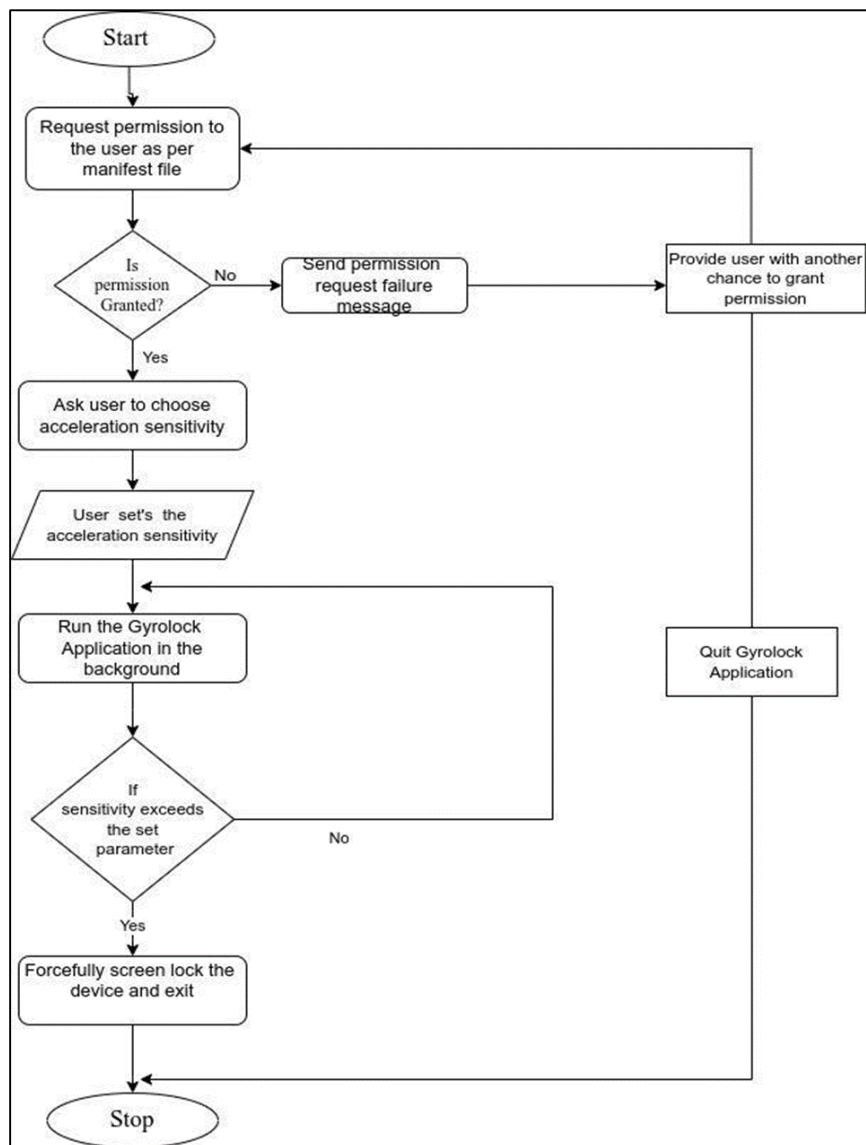 Start
Request permission to
the user as per
manifest file
Is
permission
Granted?
No
Send permission
request failure
message
Provide user with another
chance to grant
permission
Yes
Ask user to choose
acceleration sensitivity
User set's the
acceleration sensitivity
Run the Gyrolock
Application in the
background
Quit Gyrolock
Application
If
sensitivity exceeds
the set
parameter
No
Yes
Forcefully screen lock the
device and exit
Stop